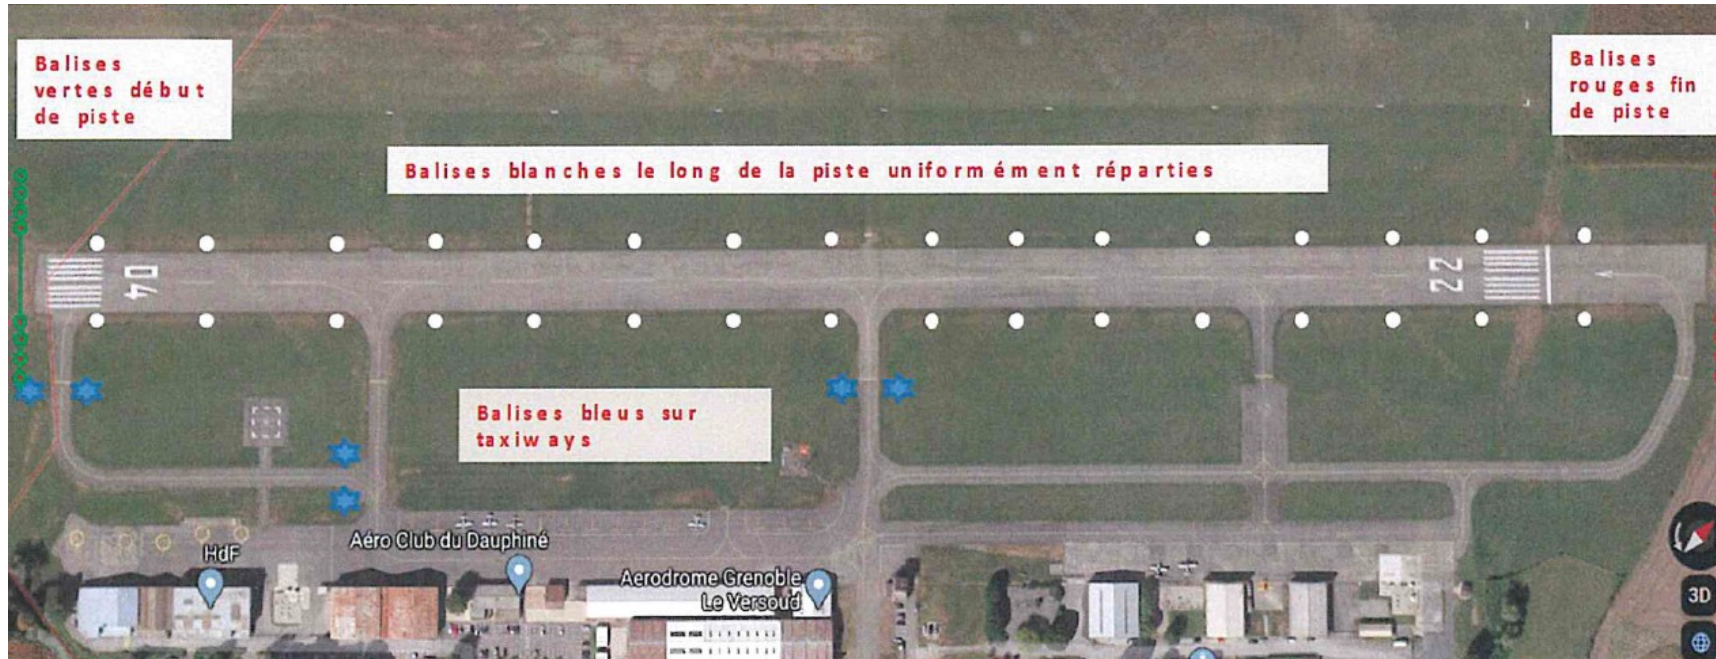 Balises
vertes début
de piste
Balises
rouges fin
de piste
Balises blanches le long de la piste uniformément réparties
04
22
Balises bleus sur
taxiways
HdF
Aéro Club du Dauphiné
Aerodrome Grenoble
Le Versoud
3D